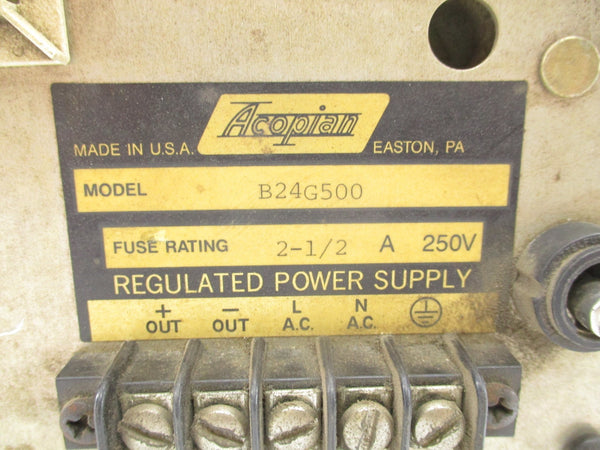 Acopian
MADE IN U.S.A. EASTON, PA
MODEL B24G500
FUSE RATING 2-1/2 A 250V
REGULATED POWER SUPPLY
+ − L N
OUT OUT A.C. A.C.